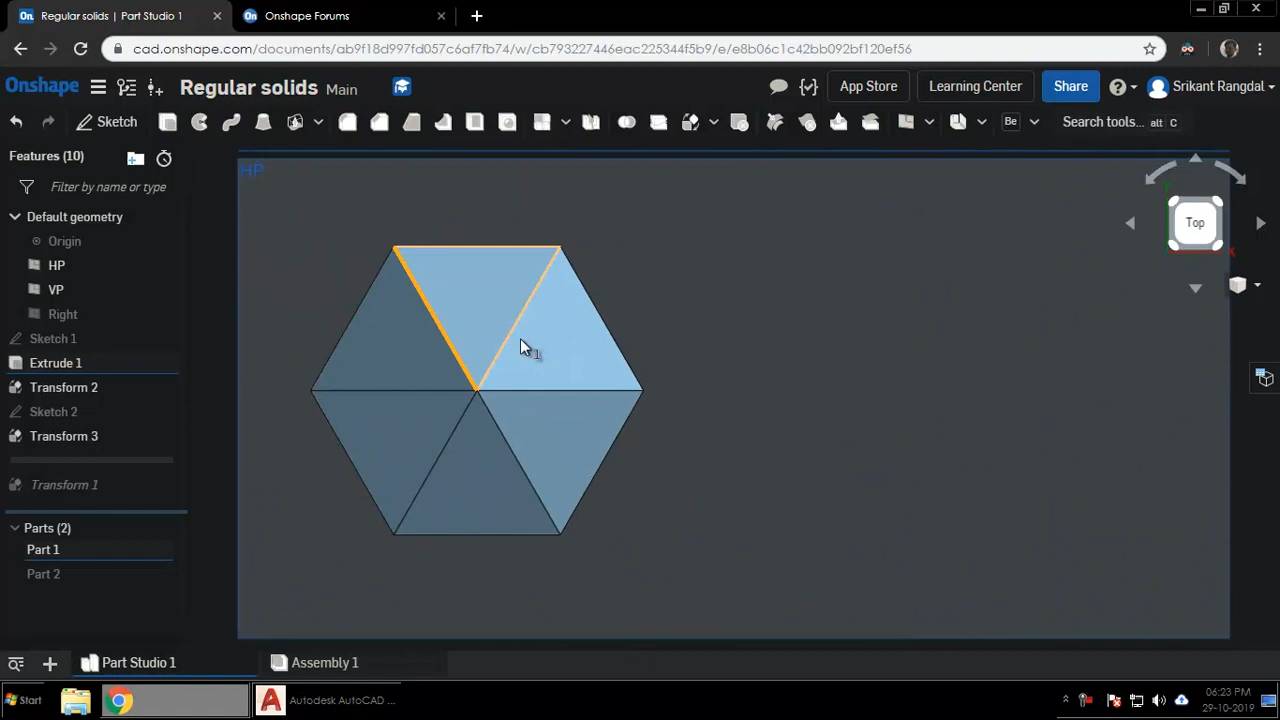 Regular solids | Part Studio 1
Onshape Forums
cad.onshape.com/documents/ab9f18d997fd057c6af7fb74/w/cb793227446eac225344f5b9/e/e8b06c1c42bb092bf120ef56
Onshape
Regular solids Main
App Store
Learning Center
Share
Srikant Rangdal
Sketch
Be
Search tools... alt C
Features (10)
Filter by name or type
Default geometry
Origin
HP
VP
Right
Sketch 1
Extrude 1
Transform 2
Sketch 2
Transform 3
Transform 1
Parts (2)
Part 1
Part 2
HP
1
Top
Y
X
Part Studio 1
Assembly 1
Start
Autodesk AutoCAD ...
06:23 PM
29-10-2019